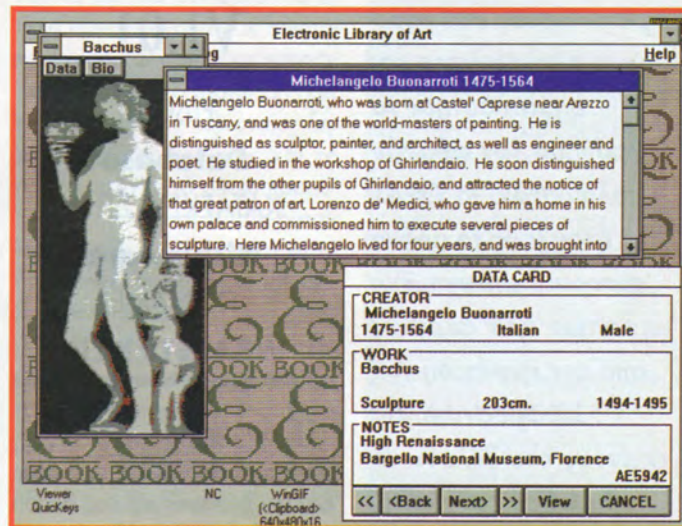 Electronic Library of Art
Help
Bacchus
Data Bio
Michelangelo Buonarroti 1475-1564
Michelangelo Buonarroti, who was born at Castel' Caprese near Arezzo
in Tuscany, and was one of the world-masters of painting. He is
distinguished as sculptor, painter, and architect, as well as engineer and
poet. He studied in the workshop of Ghirlandaio. He soon distinguished
himself from the other pupils of Ghirlandaio, and attracted the notice of
that great patron of art, Lorenzo de' Medici, who gave him a home in his
own palace and commissioned him to execute several pieces of
sculpture. Here Michelangelo lived for four years, and was brought into
BOOK BOOK BOOK BOOK
DATA CARD
CREATOR
Michelangelo Buonarroti
1475-1564 Italian Male
WORK
Bacchus
Sculpture 203cm. 1494-1495
NOTES
High Renaissance
Bargello National Museum, Florence
AE5942
<< <Back Next> >> View CANCEL
BOOK BOOK BOOK BOOK
Viewer NC WinGIF
QuicKeys (<Clipboard>
640x480x16